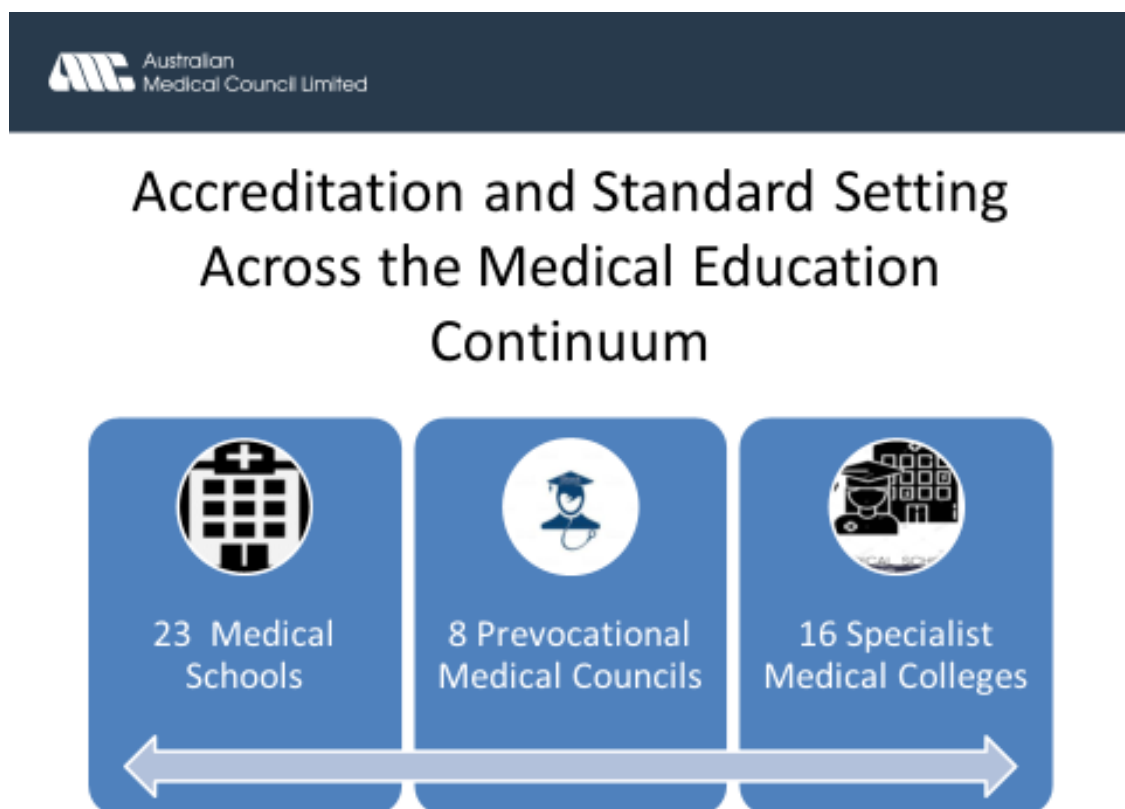 Australian
Medical Council Limited
Accreditation and Standard Setting
Across the Medical Education
Continuum
23 Medical
Schools
8 Prevocational
Medical Councils
16 Specialist
Medical Colleges